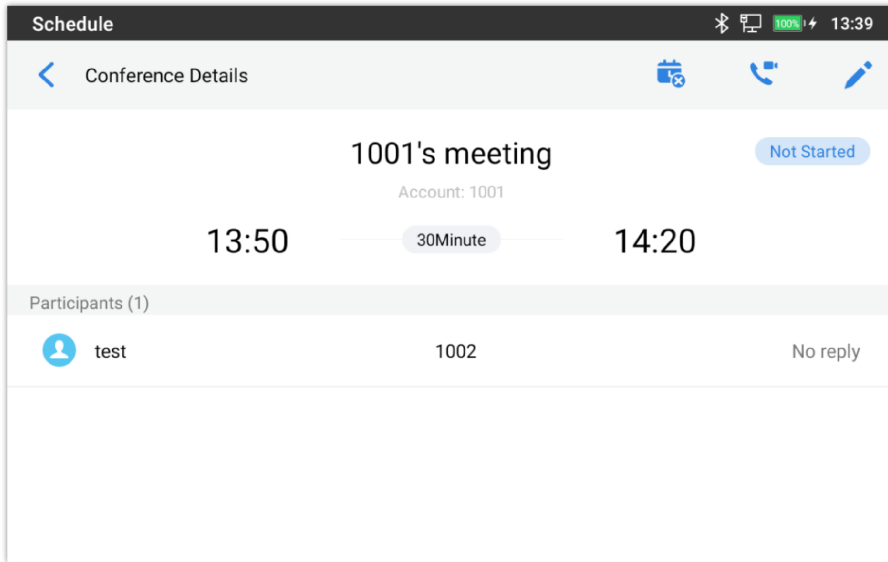 Schedule 100% 13:39
Conference Details
1001's meeting Not Started
Account: 1001
13:50 30Minute 14:20
Participants (1)
test 1002 No reply